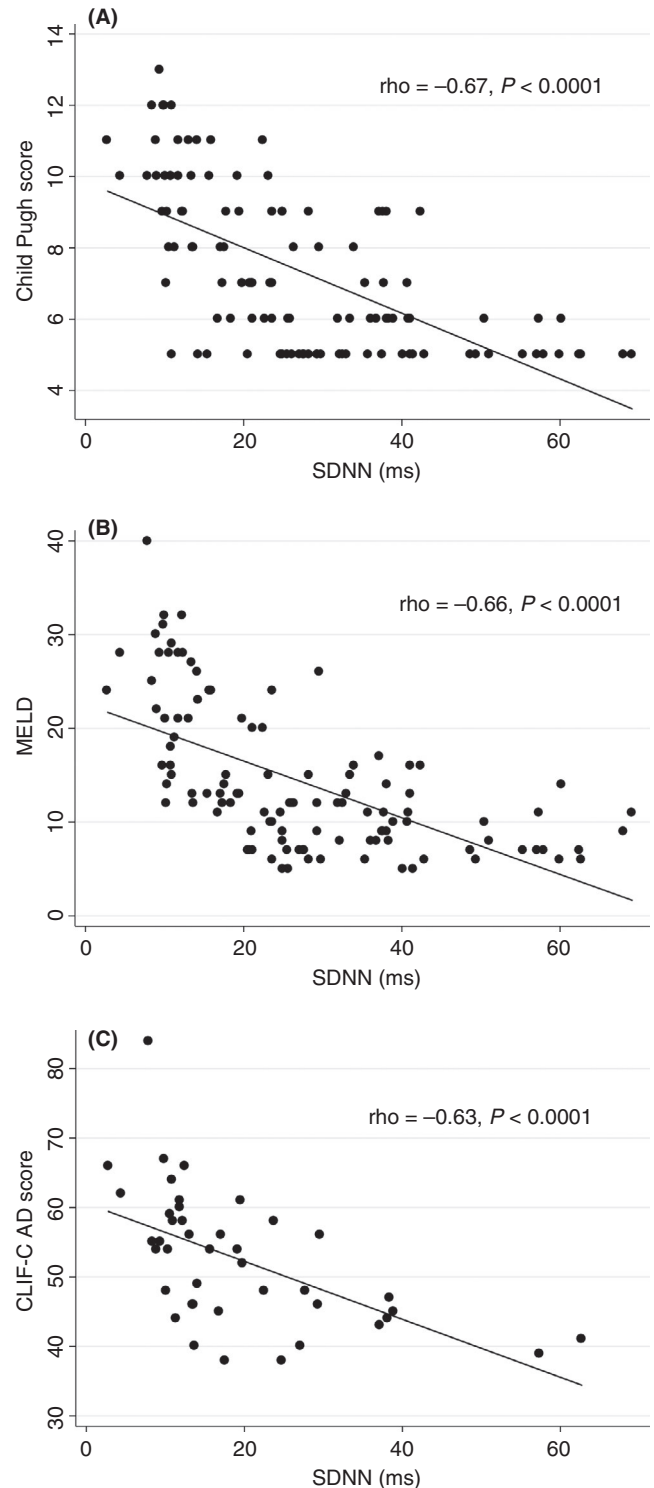 (A)
14
12
10
8
6
4
Child Pugh score
rho = –0.67, P < 0.0001
0 20 40 60
SDNN (ms)
(B)
40
30
20
10
0
MELD
rho = –0.66, P < 0.0001
0 20 40 60
SDNN (ms)
(C)
80
70
60
50
40
30
CLIF-C AD score
rho = –0.63, P < 0.0001
0 20 40 60
SDNN (ms)